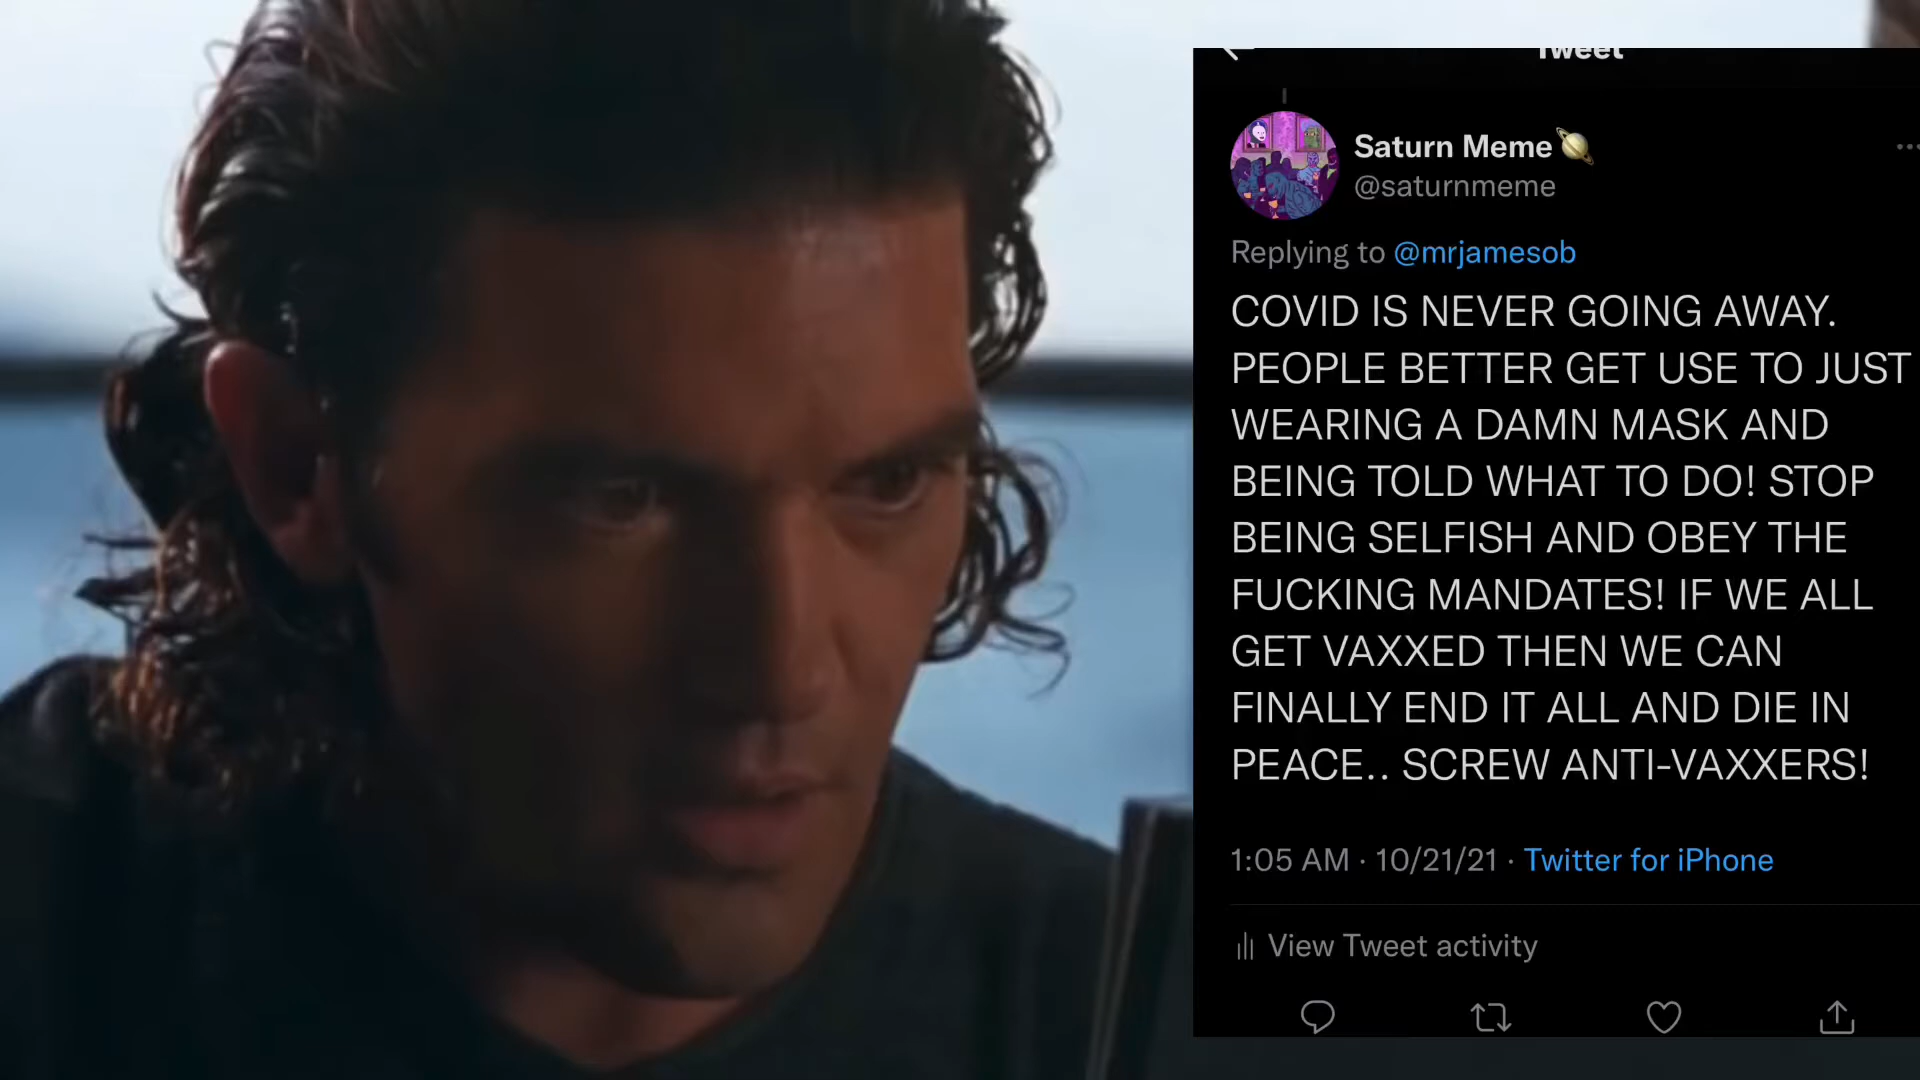 Tweet
Saturn Meme🪐
@saturnmeme
Replying to @mrjamesob
COVID IS NEVER GOING AWAY.
PEOPLE BETTER GET USE TO JUST
WEARING A DAMN MASK AND
BEING TOLD WHAT TO DO! STOP
BEING SELFISH AND OBEY THE
FUCKING MANDATES! IF WE ALL
GET VAXXED THEN WE CAN
FINALLY END IT ALL AND DIE IN
PEACE.. SCREW ANTI-VAXXERS!
1:05 AM · 10/21/21 · Twitter for iPhone
View Tweet activity